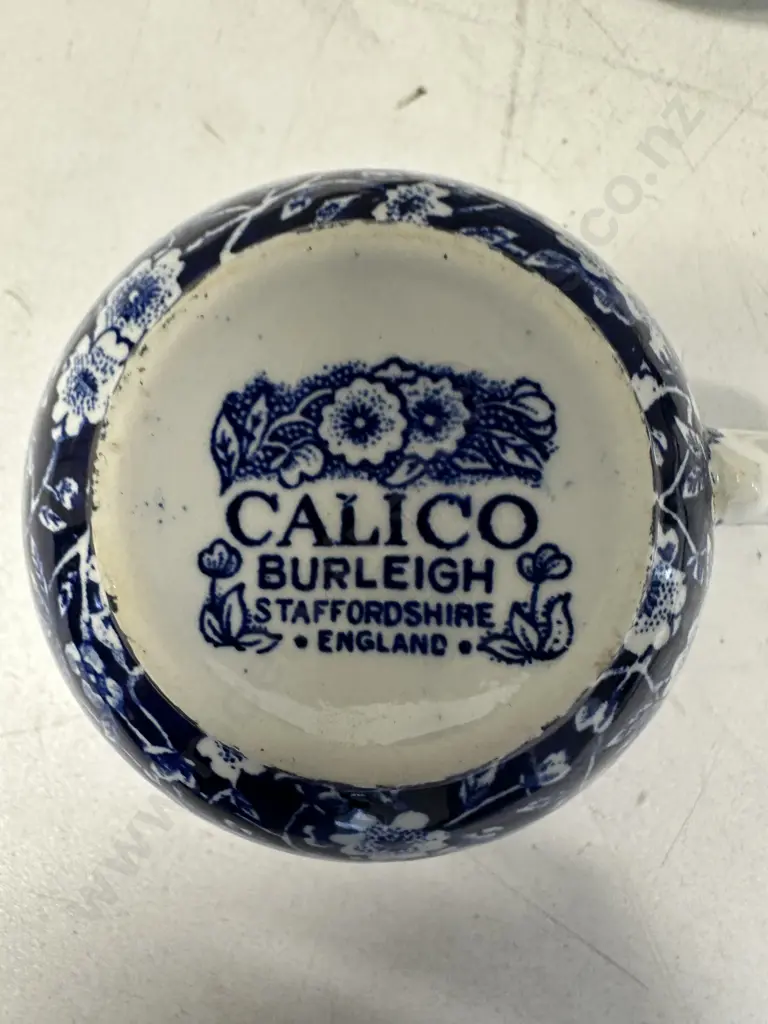 CALICO
BURLEIGH
STAFFORDSHIRE
• ENGLAND •